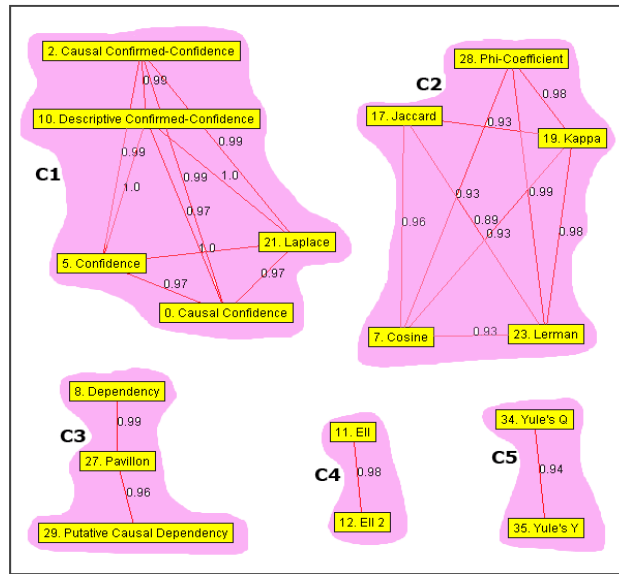 2. Causal Confirmed-Confidence
0.99
10. Descriptive Confirmed-Confidence
0.99
0.99
C1
1.0
0.99
1.0
0.97
21. Laplace
1.0
5. Confidence
0.97
0.97
0. Causal Confidence
28. Phi-Coefficient
C2
0.98
17. Jaccard
0.93
19. Kappa
0.93
0.99
0.96
0.89
0.93
0.98
7. Cosine
0.93
23. Lerman
8. Dependency
0.99
C3
27. Pavillon
0.96
29. Putative Causal Dependency
11. Ell
C4
0.98
12. Ell 2
34. Yule's Q
C5
0.94
35. Yule's Y